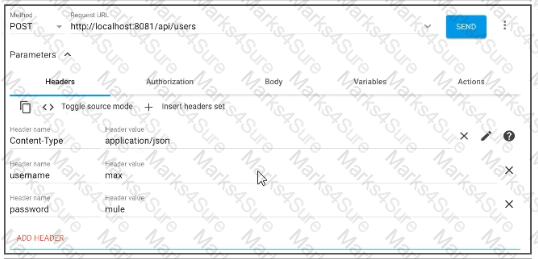 Method Request URL
POST http://localhost:8081/api/users SEND
Parameters
Headers Authorization Body Variables Actions
<> Toggle source mode + Insert headers set
Header name Header value
Content-Type application/json
Header name Header value
username max
Header name Header value
password mule
ADD HEADER
Marks4Sure